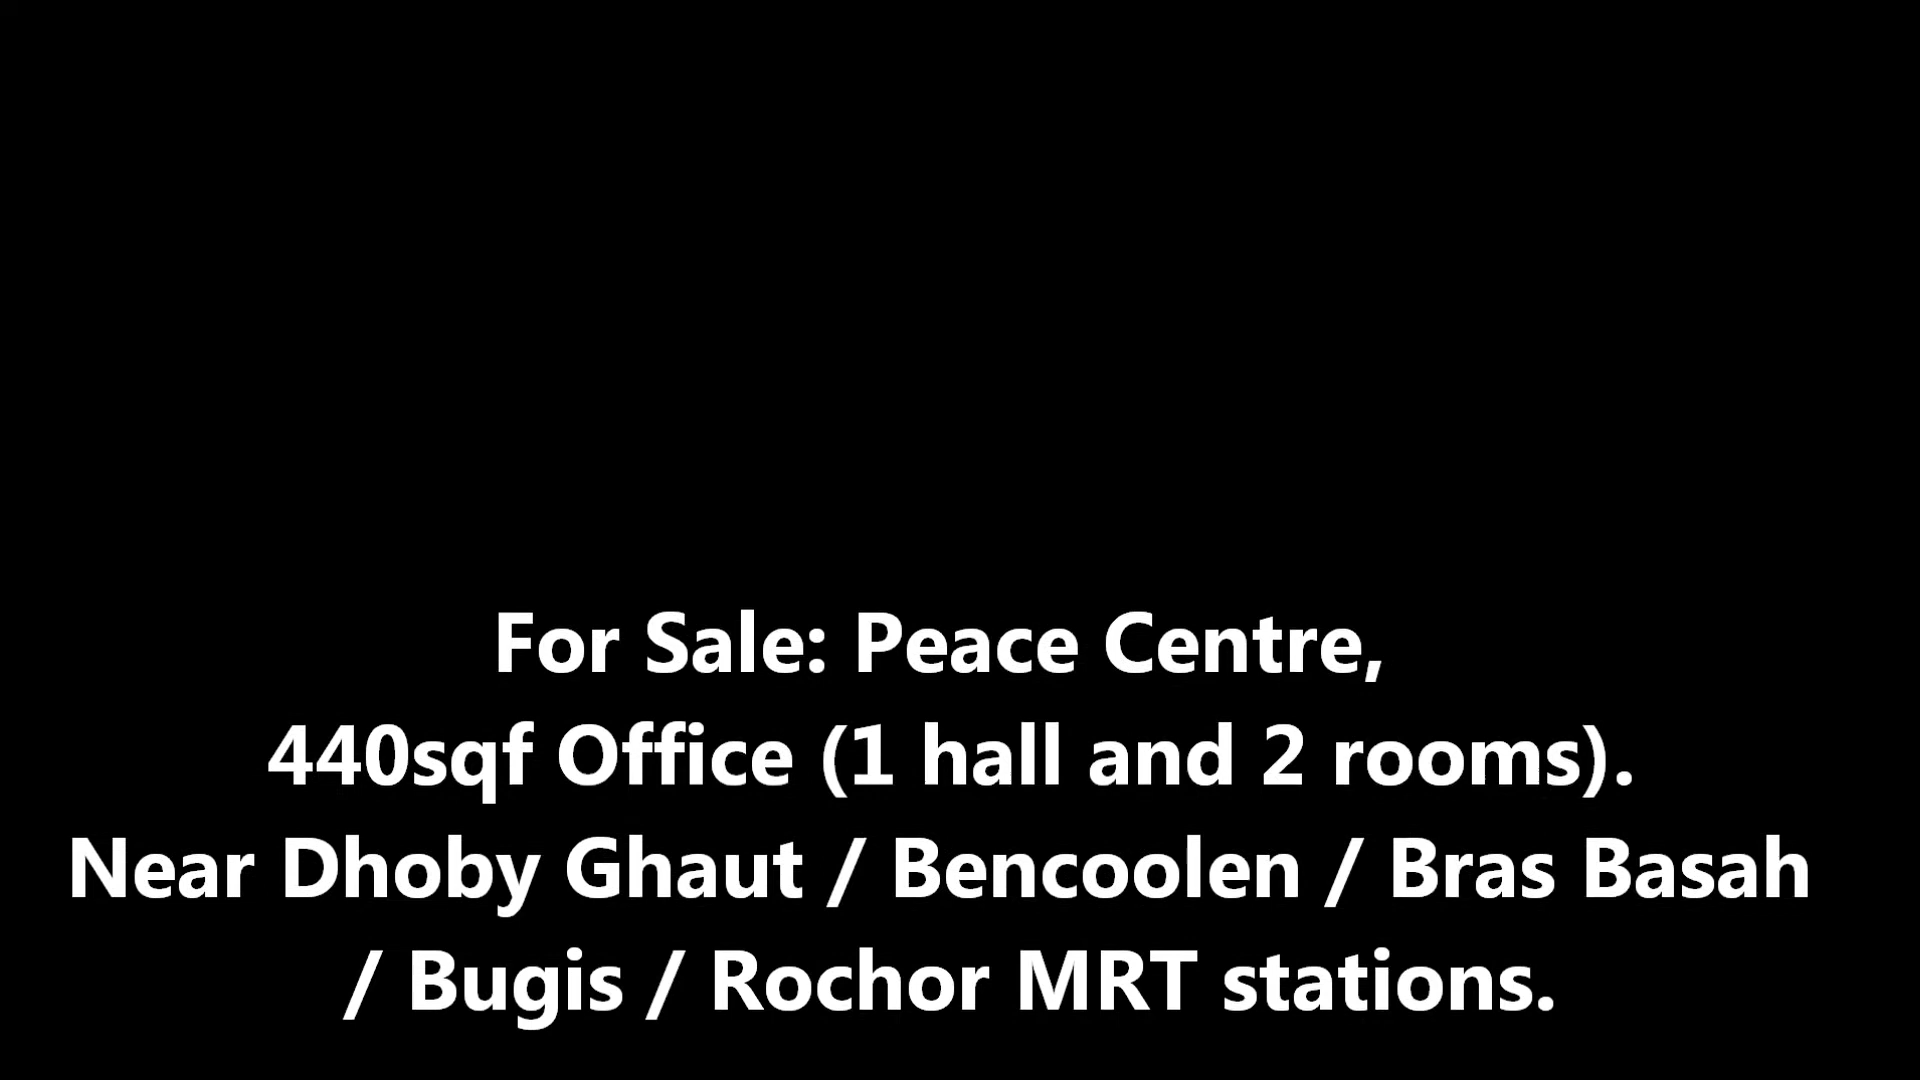 For Sale: Peace Centre,
440sqf Office (1 hall and 2 rooms).
Near Dhoby Ghaut / Bencoolen / Bras Basah
/ Bugis / Rochor MRT stations.